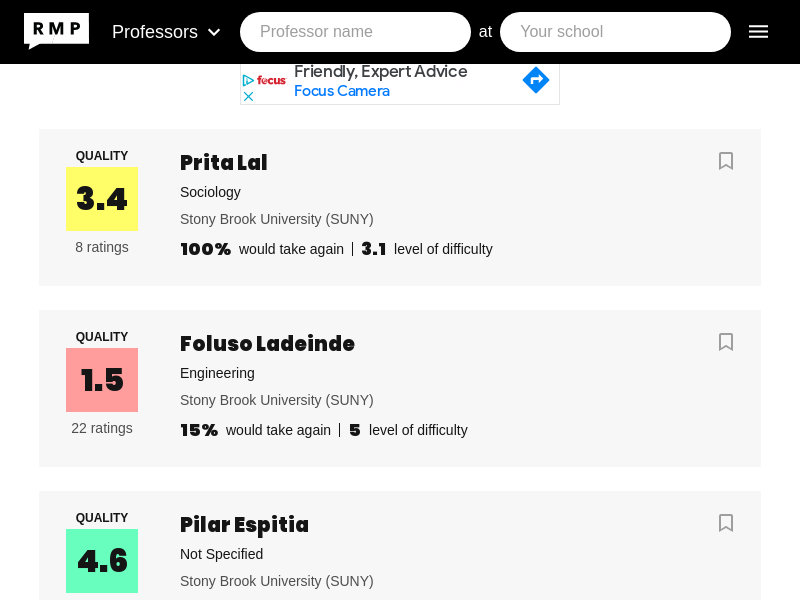 RMP Professors Professor name at Your school
Friendly, Expert Advice
focus
Focus Camera
QUALITY
3.4
8 ratings
Prita Lal
Sociology
Stony Brook University (SUNY)
100% would take again | 3.1 level of difficulty
QUALITY
1.5
22 ratings
Foluso Ladeinde
Engineering
Stony Brook University (SUNY)
15% would take again | 5 level of difficulty
QUALITY
4.6
Pilar Espitia
Not Specified
Stony Brook University (SUNY)